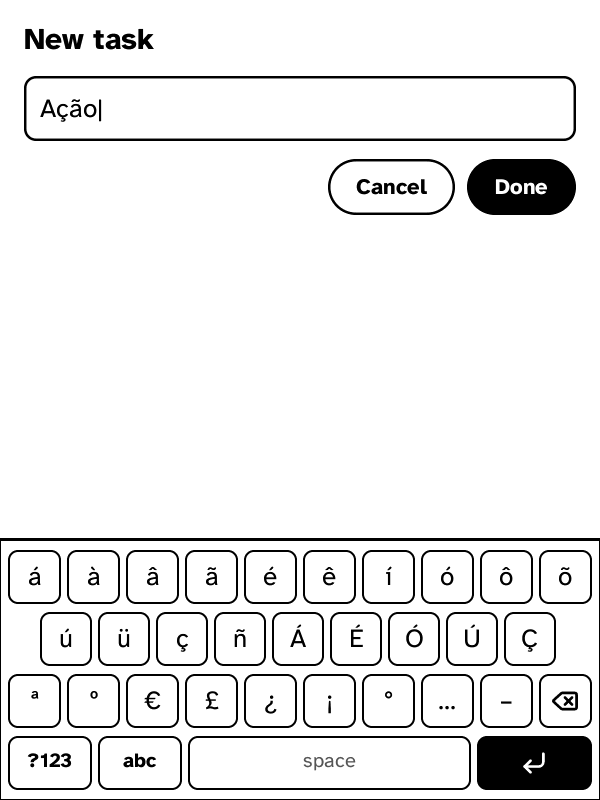 New task
Ação
Cancel Done
á à â ã é ê í ó ô õ
ú ü ç ñ Á É Ó Ú Ç
ª º € £ ¿ ¡ ° … –
?123 abc space